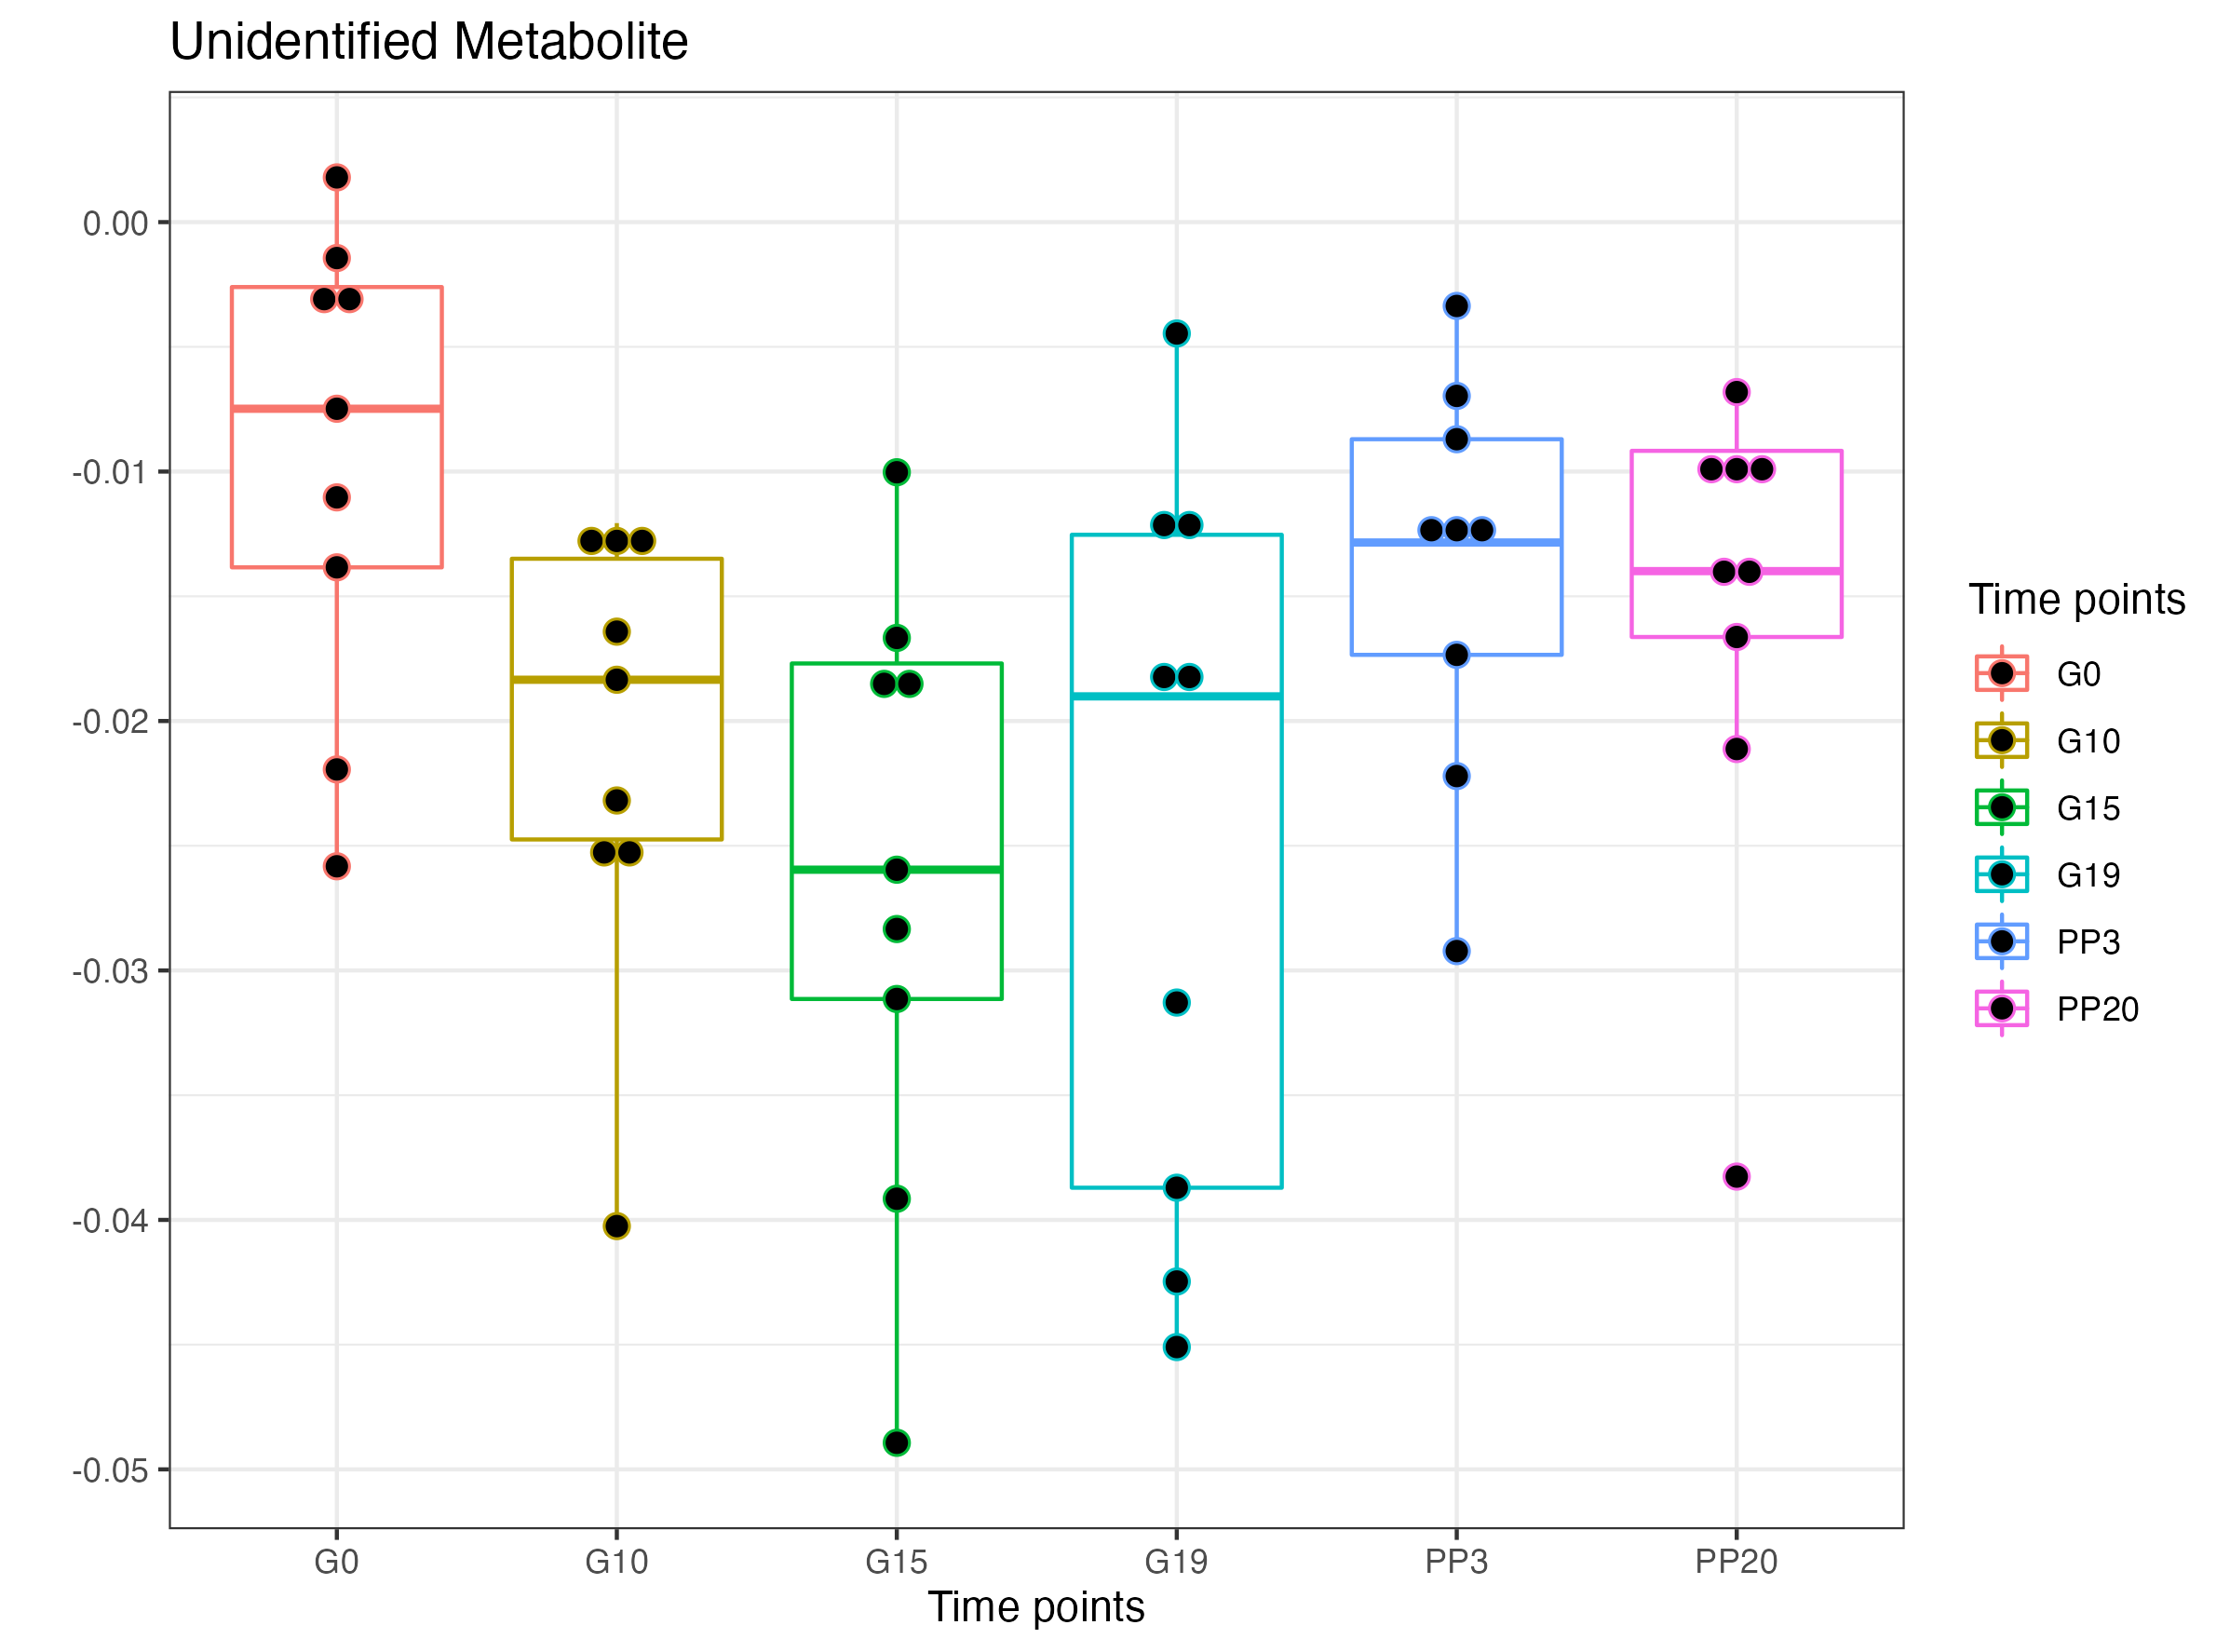 Unidentified Metabolite
0.00
-0.01
-0.02
-0.03
-0.04
-0.05
G0 G10 G15 G19 PP3 PP20
Time points
Time points
G0
G10
G15
G19
PP3
PP20